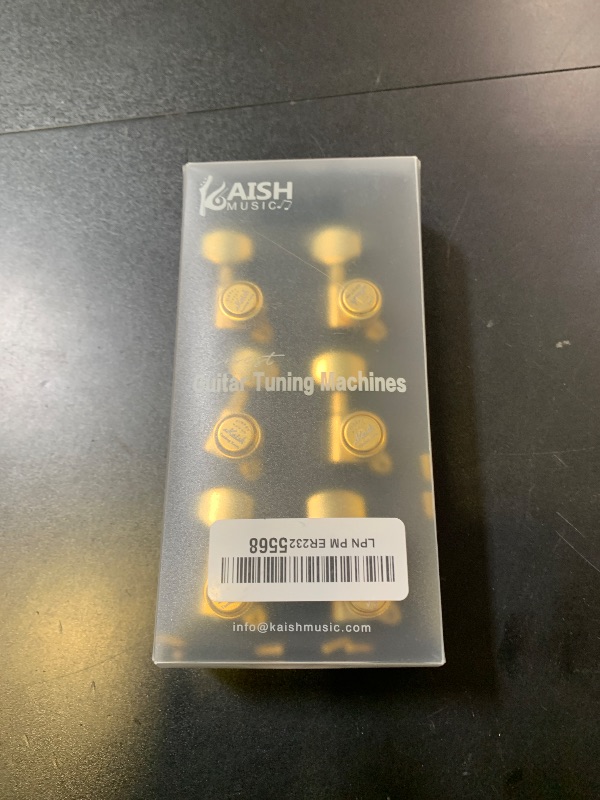 KAISH
MUSIC
Guitar Tuning Machines
LPN PM ER2325568
info@kaishmusic.com